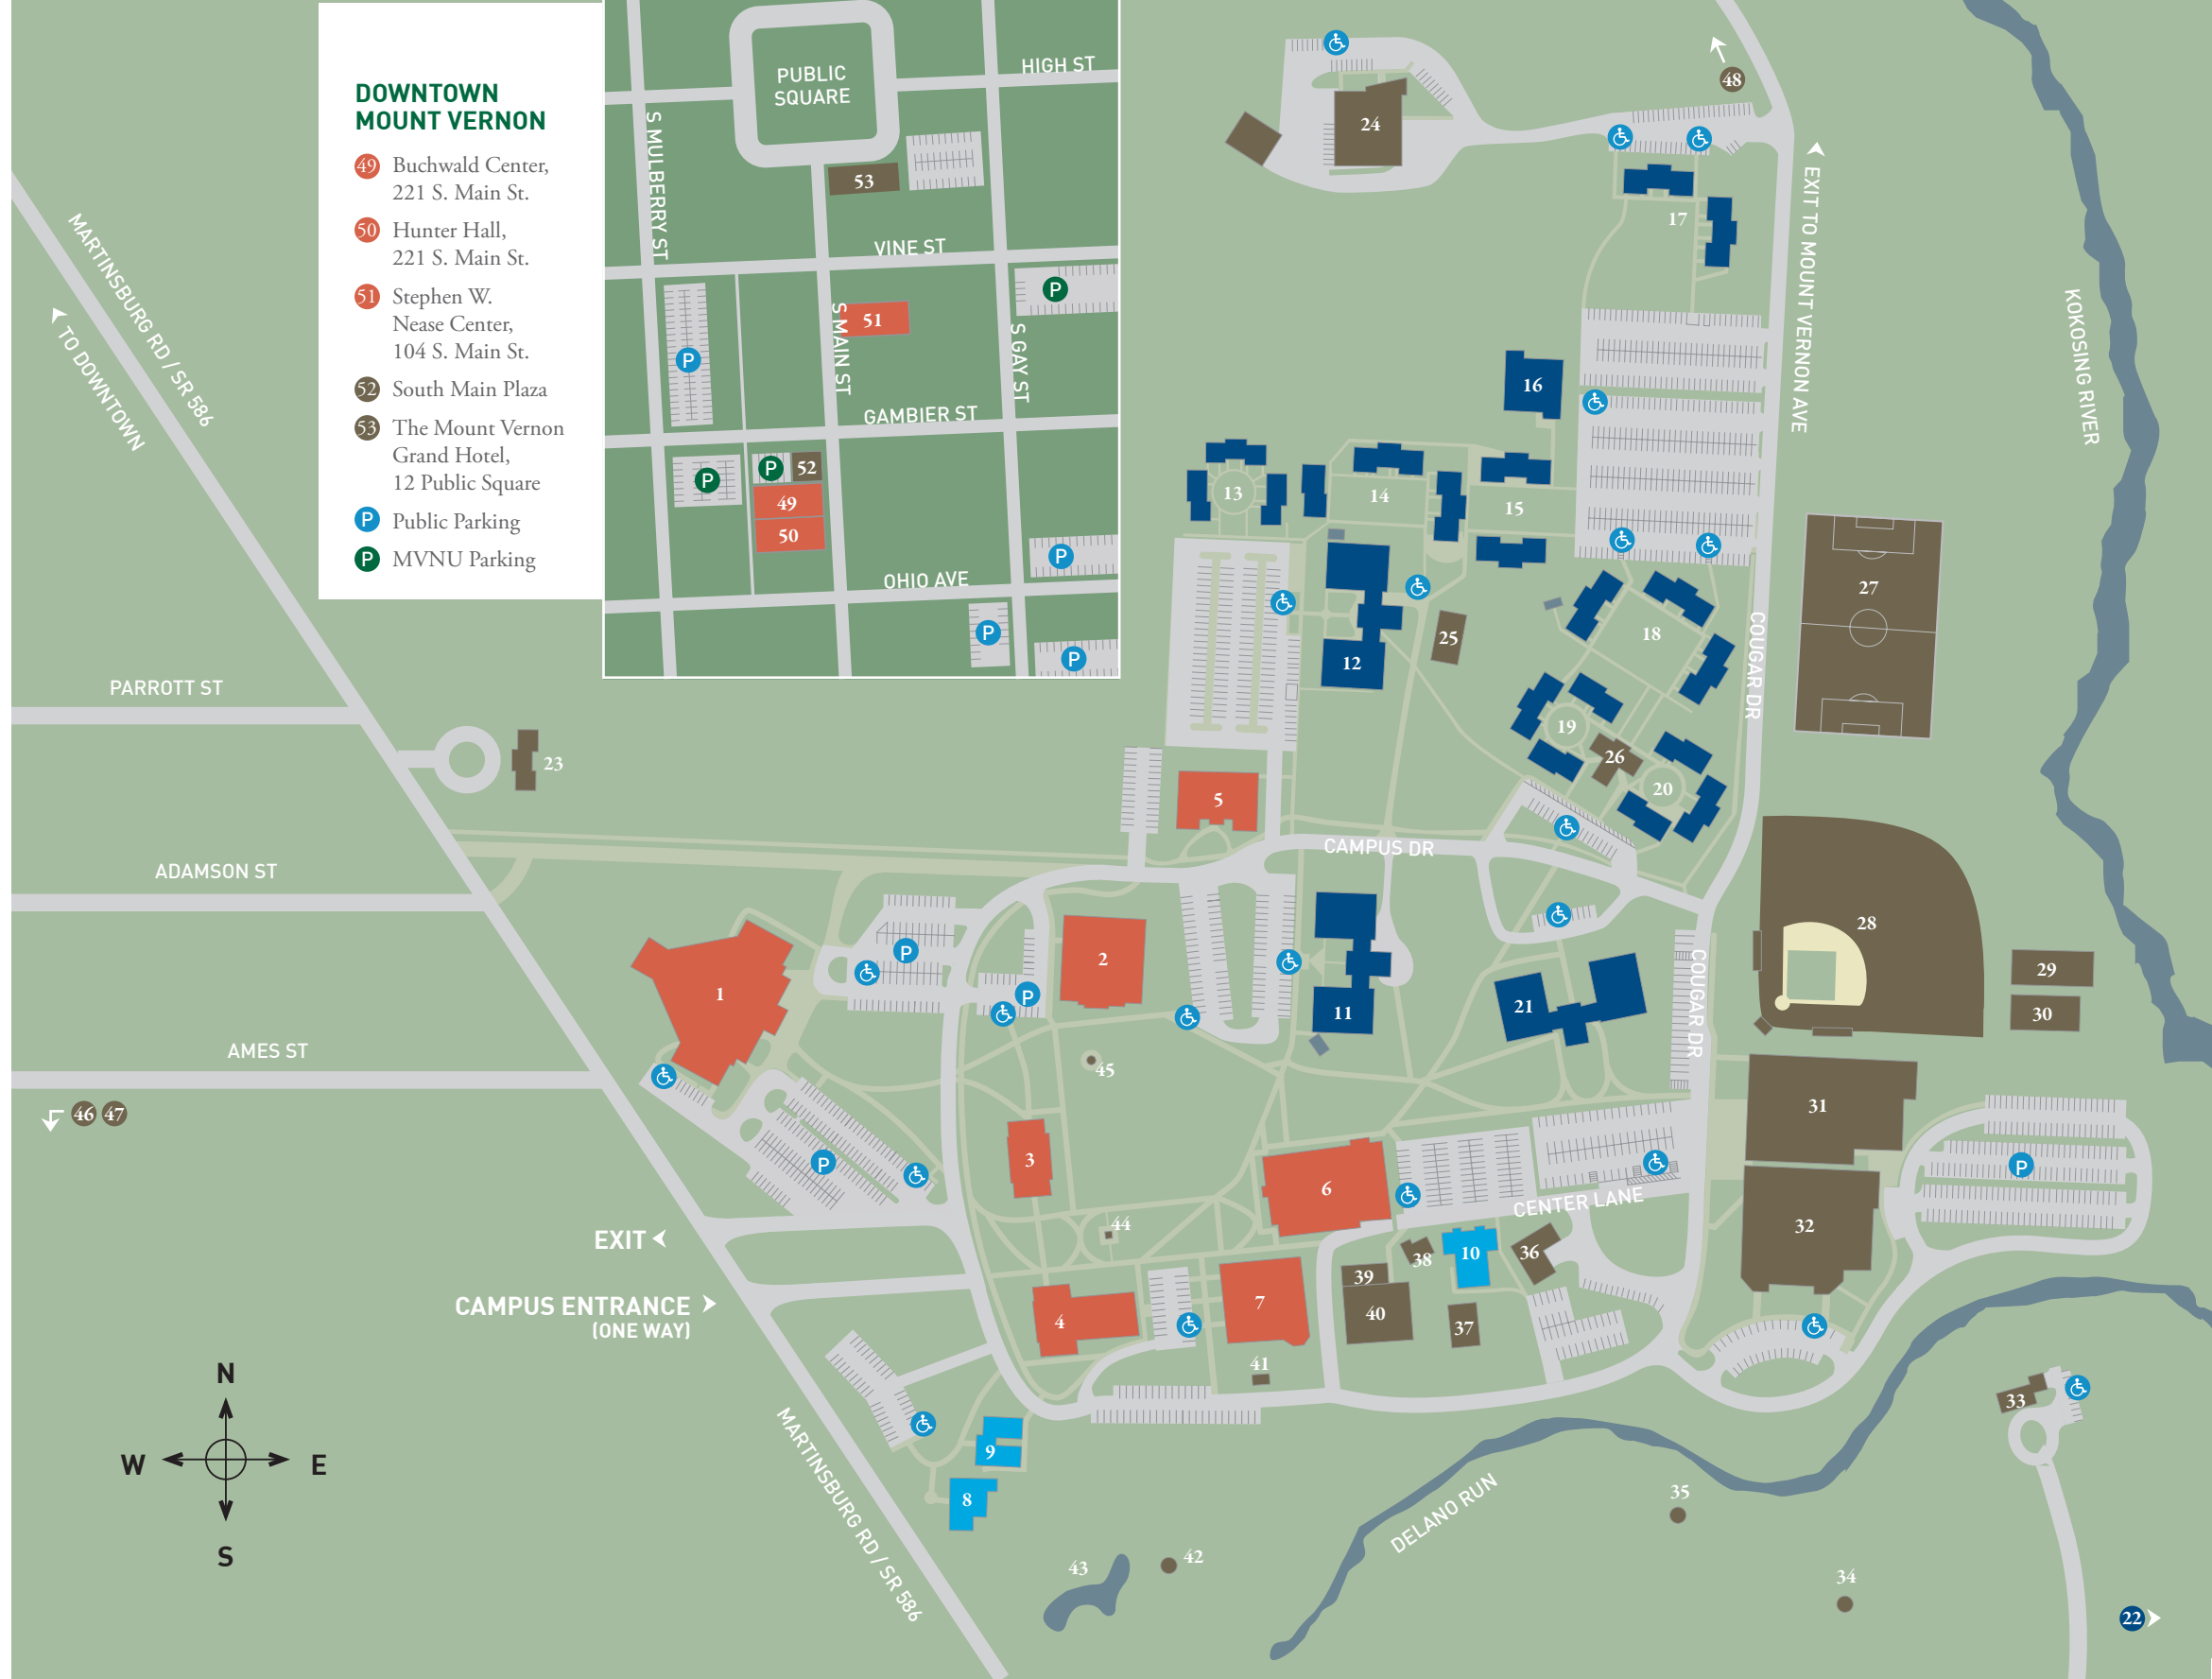 DOWNTOWN
MOUNT VERNON
49 Buchwald Center,
221 S. Main St.
50 Hunter Hall,
221 S. Main St.
51 Stephen W.
Nease Center,
104 S. Main St.
52 South Main Plaza
53 The Mount Vernon
Grand Hotel,
12 Public Square
P Public Parking
P MVNU Parking
PUBLIC
SQUARE
HIGH ST
S MULBERRY ST
53
VINE ST
P
51
S MAIN ST
S GAY ST
P
GAMBIER ST
P
P
52
49
50
P
OHIO AVE
P
P
MARTINSBURG RD / SR 586
TO DOWNTOWN
PARROTT ST
23
ADAMSON ST
AMES ST
46 47
EXIT
CAMPUS ENTRANCE
(ONE WAY)
N
W E
S
MARTINSBURG RD / SR 586
24
48
17
EXIT TO MOUNT VERNON AVE
KOKOSING RIVER
16
13
14
15
27
12
25
18
COUGAR DR
19
26
20
5
CAMPUS DR
28
1
P
2
P
11
21
COUGAR DR
29
30
45
31
3
P
6
P
CENTER LANE
32
44
10
36
38
39
4
7
40
37
41
33
9
8
DELANO RUN
35
43
42
34
22